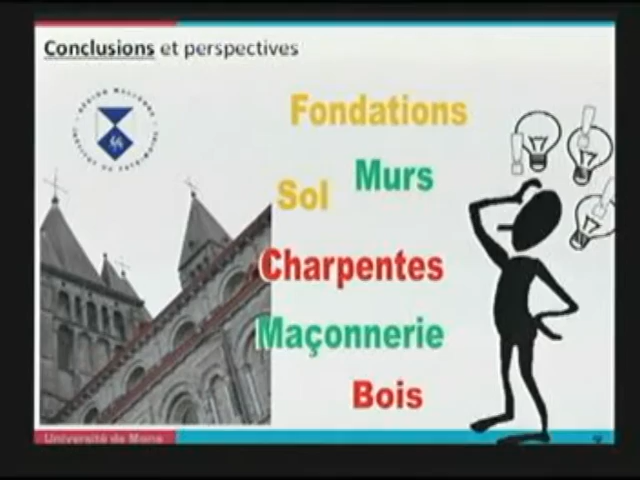 Conclusions et perspectives
Fondations
Murs
Sol
Charpentes
Maçonnerie
Bois
Université de Mons